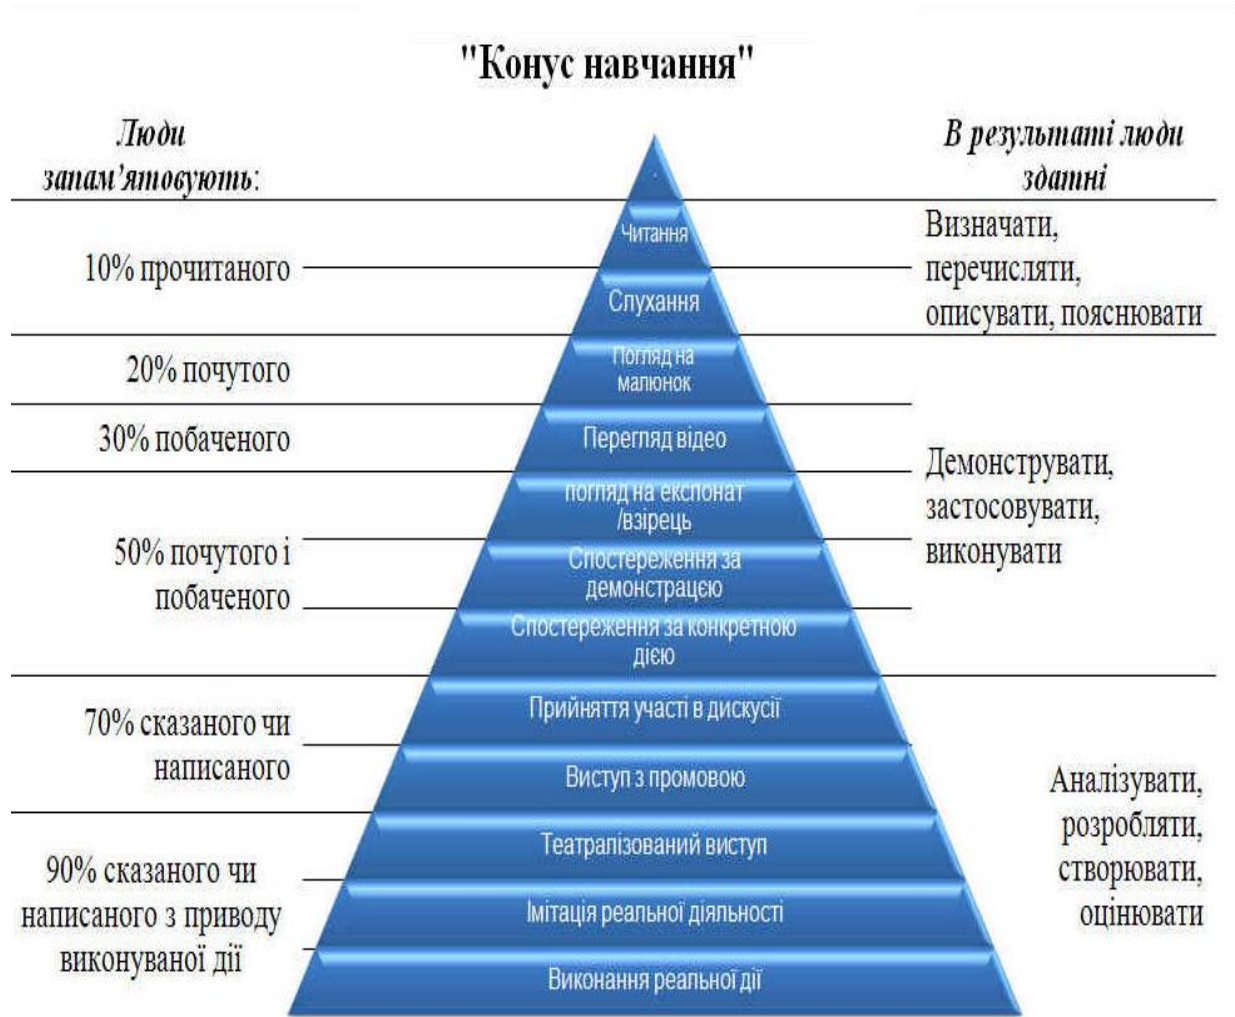 "Конус навчання"
Люди
запам’ятовують:
10% прочитаного
20% почутого
30% побаченого
50% почутого і
побаченого
70% сказаного чи
написаного
90% сказаного чи
написаного з приводу
виконуваної дії
Читання
Слухання
Погляд на
малюнок
Перегляд відео
погляд на експонат
/взірець
Спостереження за
демонстрацією
Спостереження за конкретною
дією
Прийняття участі в дискусії
Виступ з промовою
Театралізований виступ
Імітація реальної діяльності
Виконання реальної дії
В результаті люди
здатні
Визначати,
перечисляти,
описувати, пояснювати
Демонструвати,
застосовувати,
виконувати
Аналізувати,
розробляти,
створювати,
оцінювати